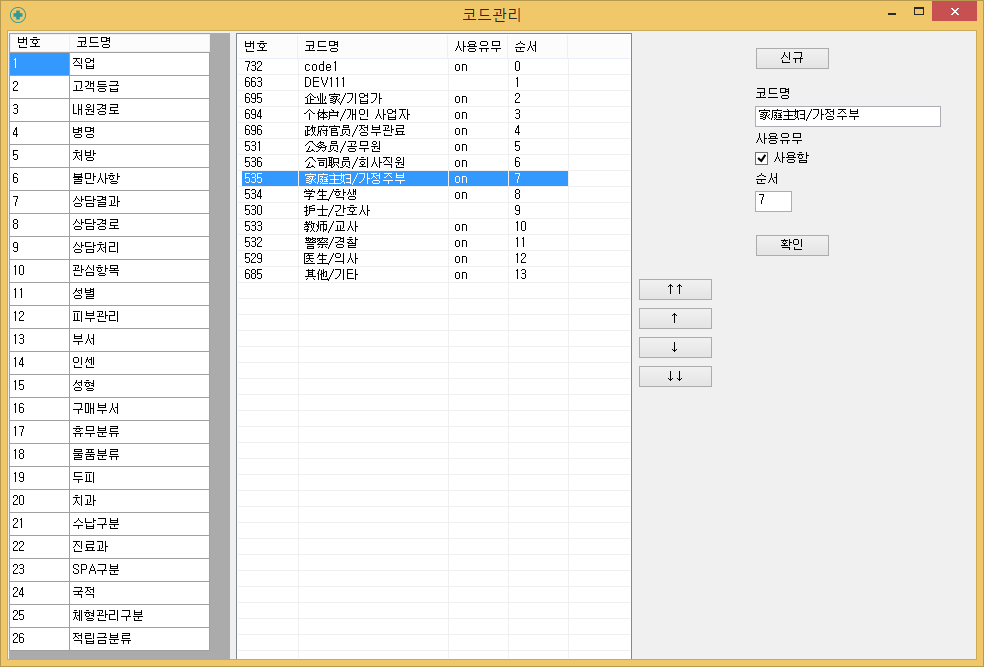 코드관리
번호 코드명
1 직업
2 고객등급
3 내원경로
4 병명
5 처방
6 불만사항
7 상담결과
8 상담경로
9 상담처리
10 관심항목
11 성별
12 피부관리
13 부서
14 인센
15 성형
16 구매부서
17 휴무분류
18 물품분류
19 두피
20 치과
21 수납구분
22 진료과
23 SPA구분
24 국적
25 체형관리구분
26 적립금분류
번호 코드명 사용유무 순서
732 code1 on 0
663 DEV111 1
695 企业家/기업가 on 2
694 个体户/개인 사업자 on 3
696 政府官员/정부관료 on 4
531 公务员/공무원 on 5
536 公司职员/회사직원 on 6
535 家庭主妇/가정주부 on 7
534 学生/학생 on 8
530 护士/간호사 9
533 教师/교사 on 10
532 警察/경찰 on 11
529 医生/의사 on 12
685 其他/기타 on 13
↑↑
↑
↓
↓↓
신규
코드명
家庭主妇/가정주부
사용유무
사용함
순서
7
확인